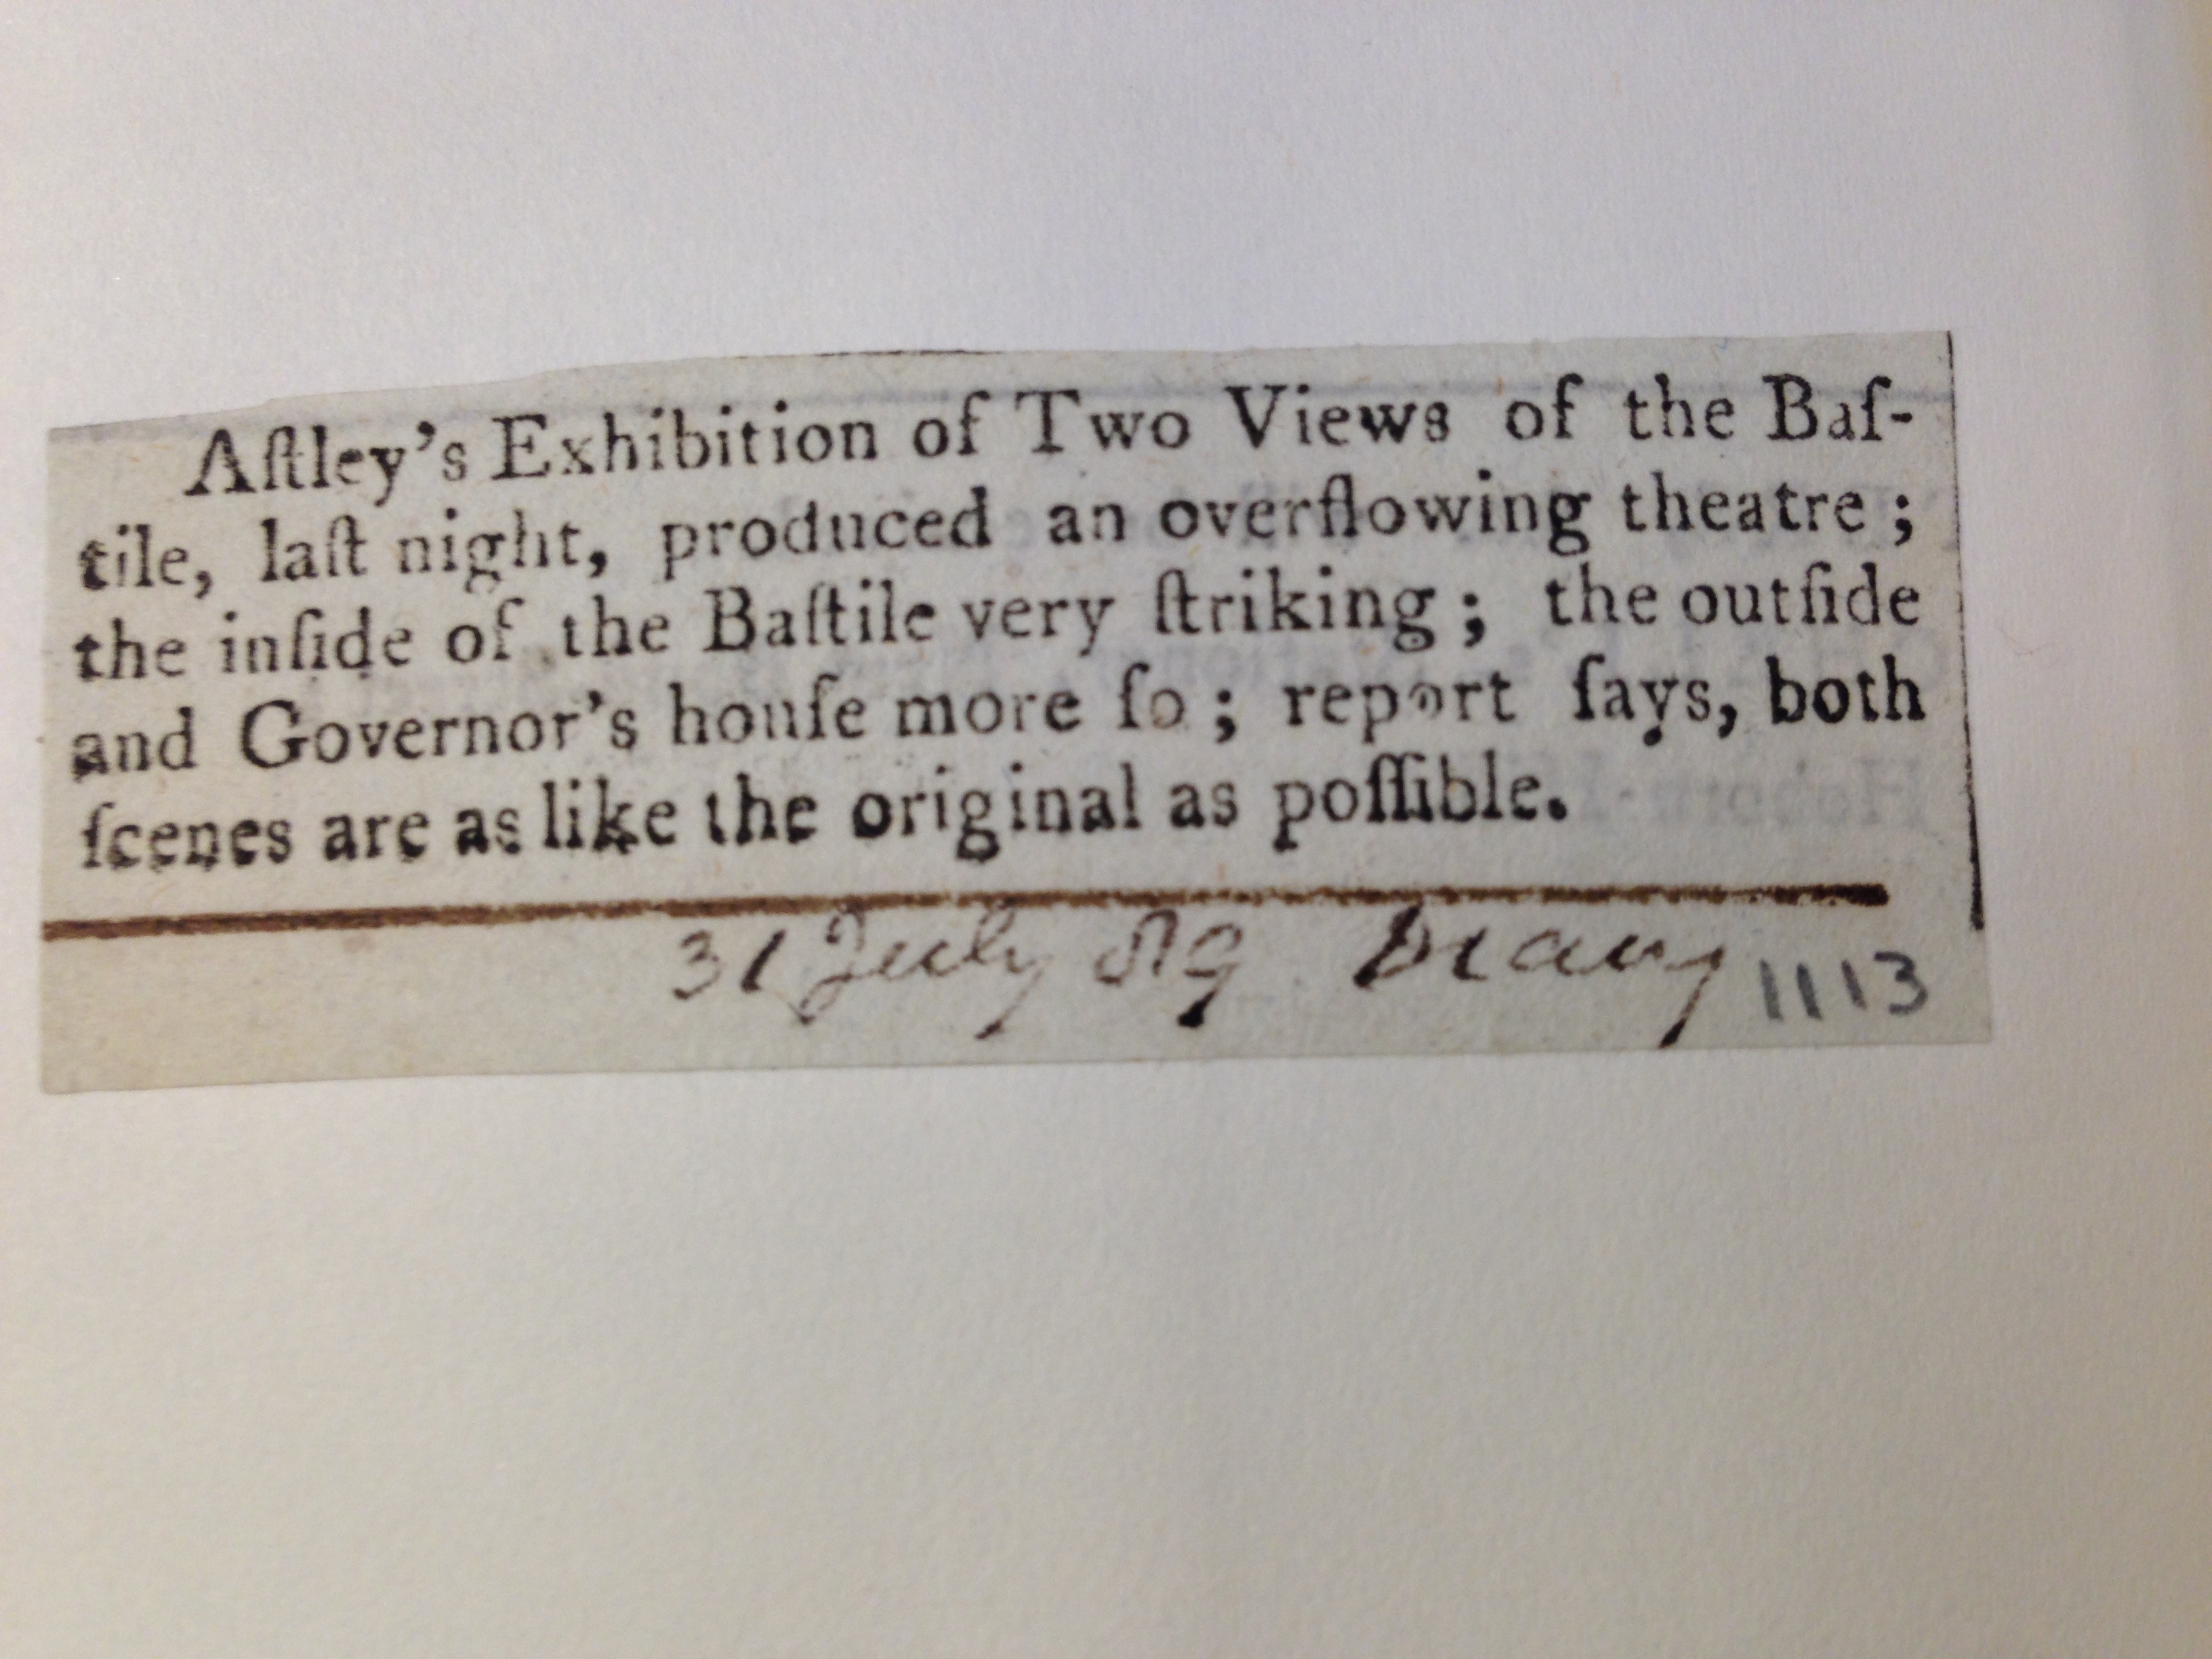 Aſtley's Exhibition of Two Views of the Baſ-
tile, laſt night, produced an overflowing theatre ;
the inſide of the Baſtile very ſtriking ; the outſide
and Governor's houſe more ſo ; report ſays, both
ſcenes are as like the original as poſſible.
31 July 89 Diary 1113